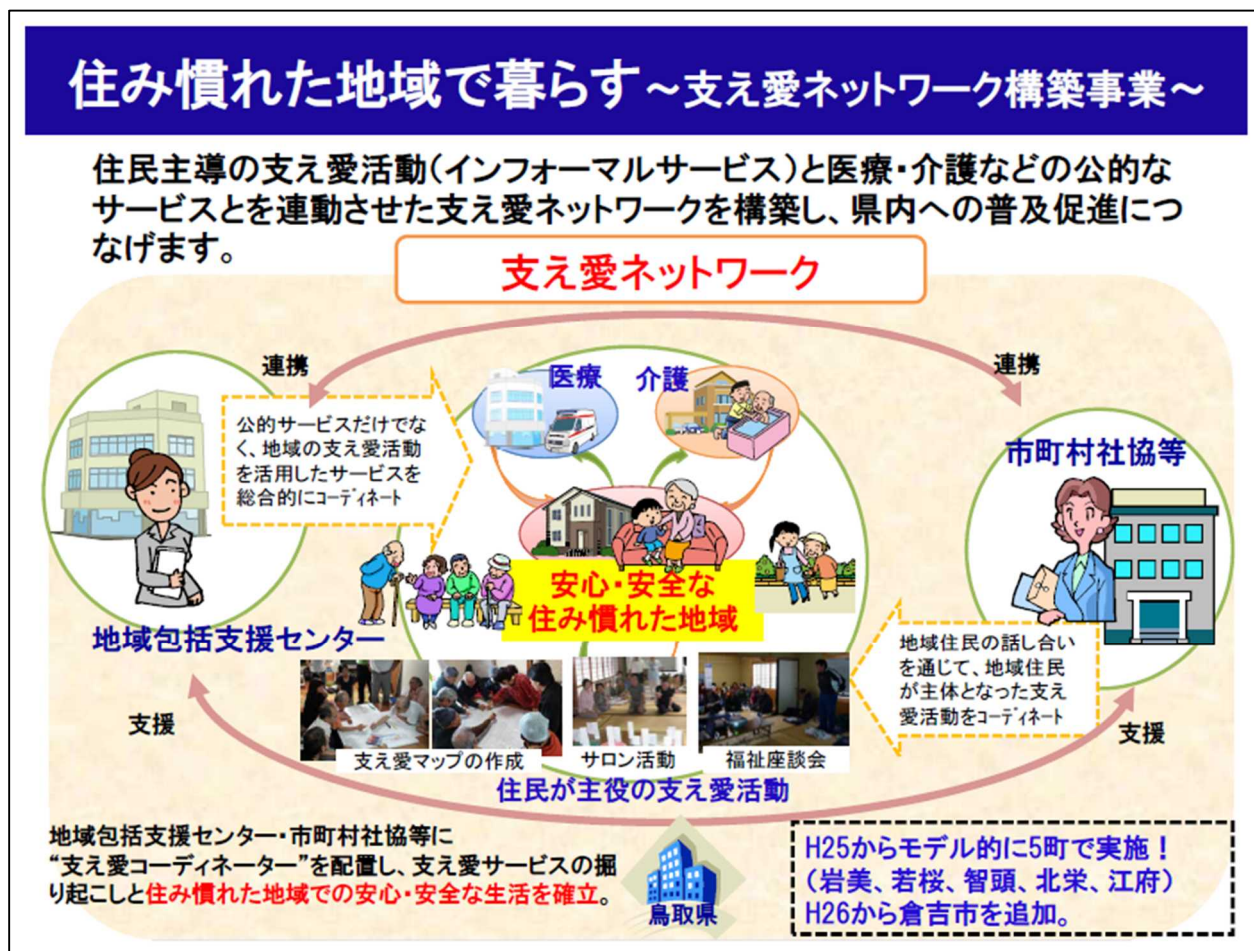 住み慣れた地域で暮らす～支え愛ネットワーク構築事業～
住民主導の支え愛活動(インフォーマルサービス)と医療・介護などの公的な
サービスとを連動させた支え愛ネットワークを構築し、県内への普及促進につ
なげます。
支え愛ネットワーク
連携
連携
医療
介護
公的サービスだけでな
く、地域の支え愛活動
を活用したサービスを
総合的にコーディネート
市町村社協等
安心・安全な
住み慣れた地域
地域包括支援センター
地域住民の話し合い
を通じて、地域住民
が主体となった支え
愛活動をコーディネート
支援
支援
支え愛マップの作成
サロン活動
福祉座談会
住民が主役の支え愛活動
地域包括支援センター・市町村社協等に
“支え愛コーディネーター”を配置し、支え愛サービスの掘
り起こしと住み慣れた地域での安心・安全な生活を確立。
鳥取県
H25からモデル的に5町で実施！
(岩美、若桜、智頭、北栄、江府)
H26から倉吉市を追加。